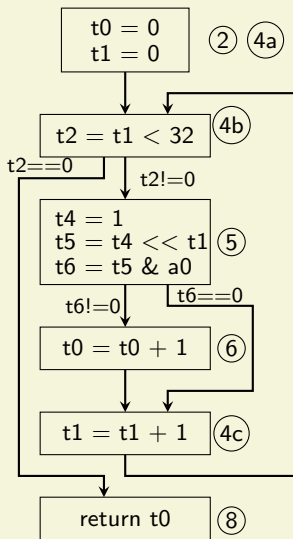 t0 = 0
t1 = 0
2 4a
t2 = t1 < 32
4b
t2==0
t2!=0
t4 = 1
t5 = t4 << t1
t6 = t5 & a0
5
t6!=0
t6==0
t0 = t0 + 1
6
t1 = t1 + 1
4c
return t0
8